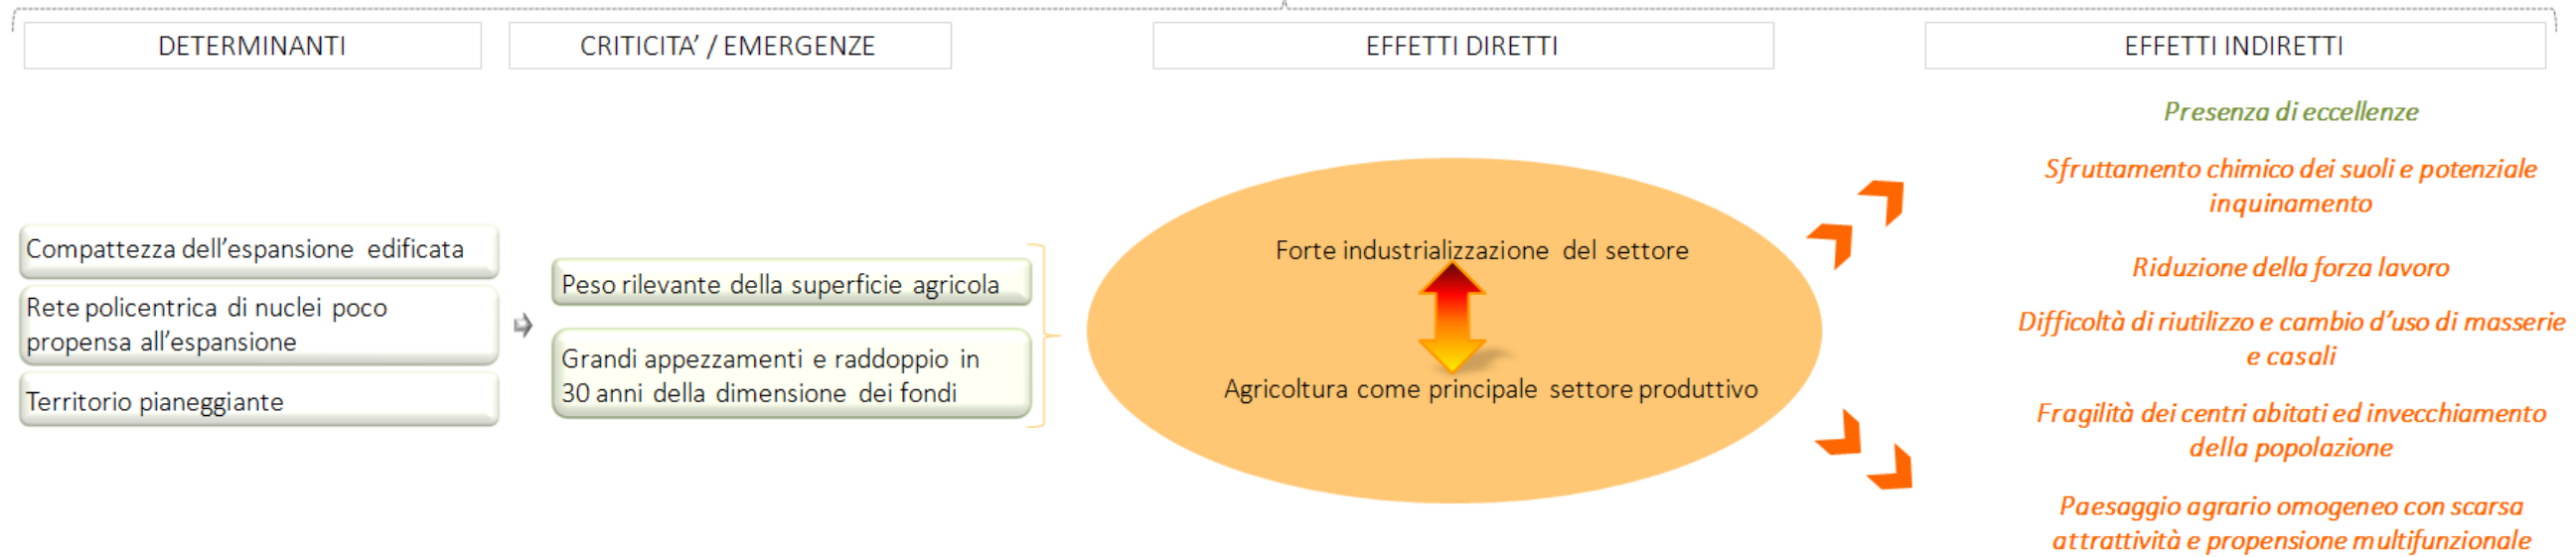 DETERMINANTI
CRITICITA’ / EMERGENZE
EFFETTI DIRETTI
EFFETTI INDIRETTI
Compattezza dell’espansione edificata
Rete policentrica di nuclei poco
propensa all’espansione
Territorio pianeggiante
Peso rilevante della superficie agricola
Grandi appezzamenti e raddoppio in
30 anni della dimensione dei fondi
Forte industrializzazione del settore
Agricoltura come principale settore produttivo
Presenza di eccellenze
Sfruttamento chimico dei suoli e potenziale
inquinamento
Riduzione della forza lavoro
Difficoltà di riutilizzo e cambio d’uso di masserie
e casali
Fragilità dei centri abitati ed invecchiamento
della popolazione
Paesaggio agrario omogeneo con scarsa
attrattività e propensione multifunzionale